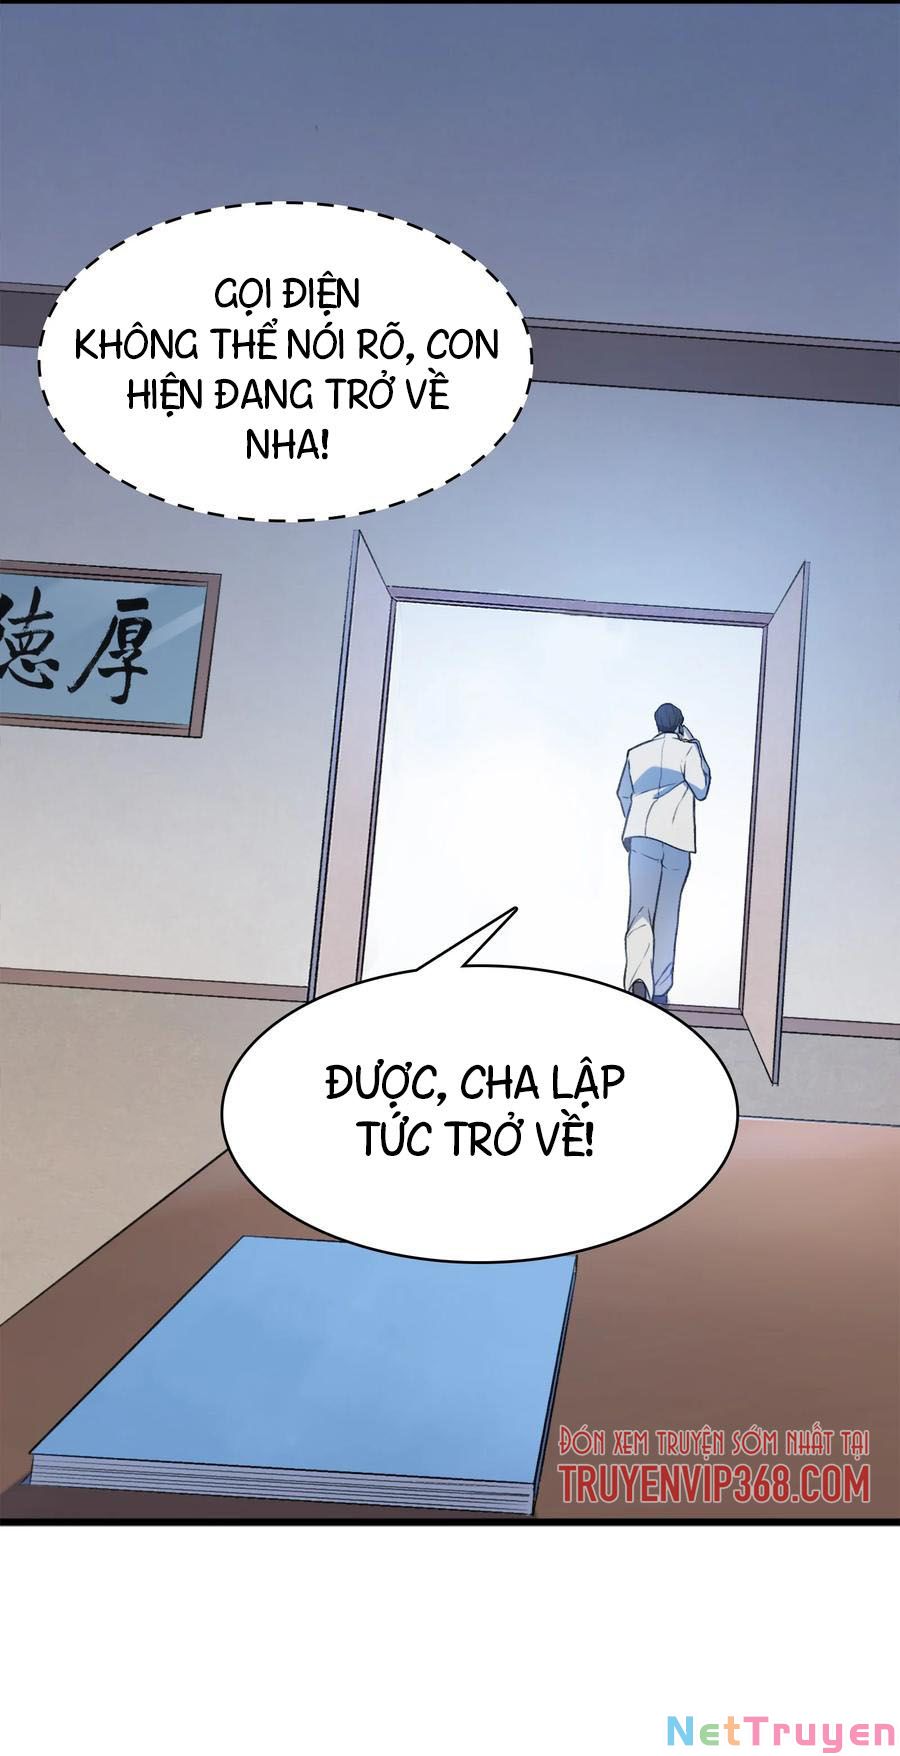 GỌI ĐIỆN
KHÔNG THỂ NÓI RÕ, CON
HIỆN ĐANG TRỞ VỀ
NHA!
德厚
ĐƯỢC, CHA LẬP
TỨC TRỞ VỀ!
ĐÓN XEM TRUYỆN SỚM NHẤT TẠI
TRUYENVIP368.COM
NetTruyen